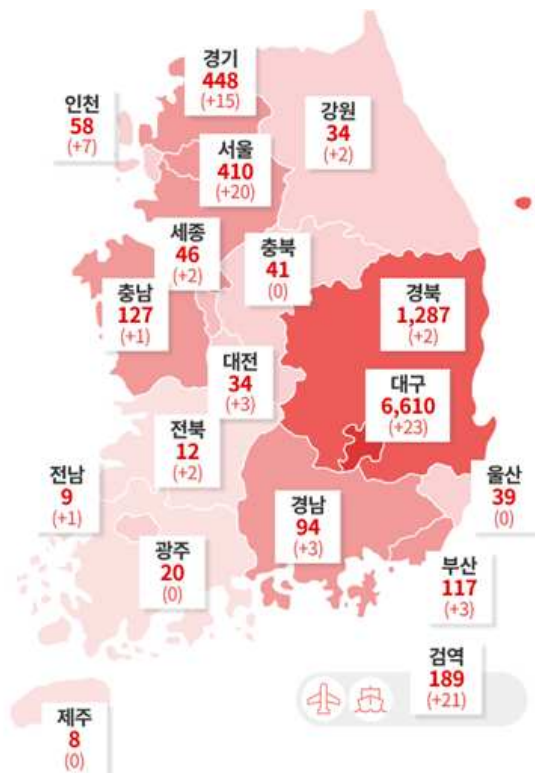 경기
448
(+15)
인천
58
(+7)
강원
34
(+2)
서울
410
(+20)
세종
46
(+2)
충북
41
(0)
충남
127
(+1)
경북
1,287
(+2)
대전
34
(+3)
대구
6,610
(+23)
전북
12
(+2)
전남
9
(+1)
울산
39
(0)
경남
94
(+3)
광주
20
(0)
부산
117
(+3)
검역
189
(+21)
제주
8
(0)